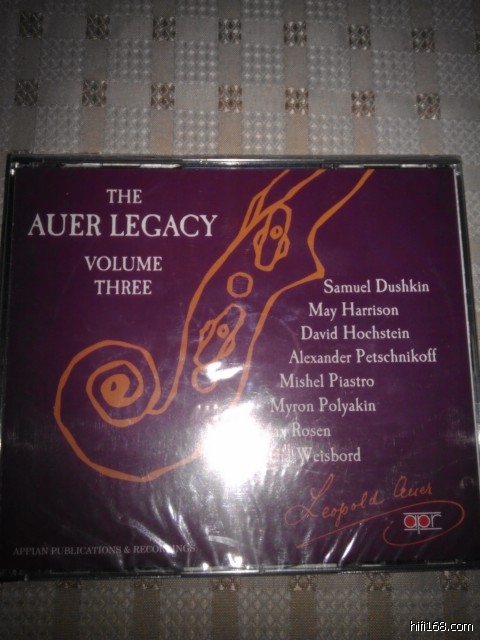 THE
AUER LEGACY
VOLUME
THREE
Samuel Dushkin
May Harrison
David Hochstein
Alexander Petschnikoff
Mishel Piastro
Myron Polyakin
Rosen
Weisbord
Leopold Auer
apr
APPIAN PUBLICATIONS & RECORDINGS
hifi168.com